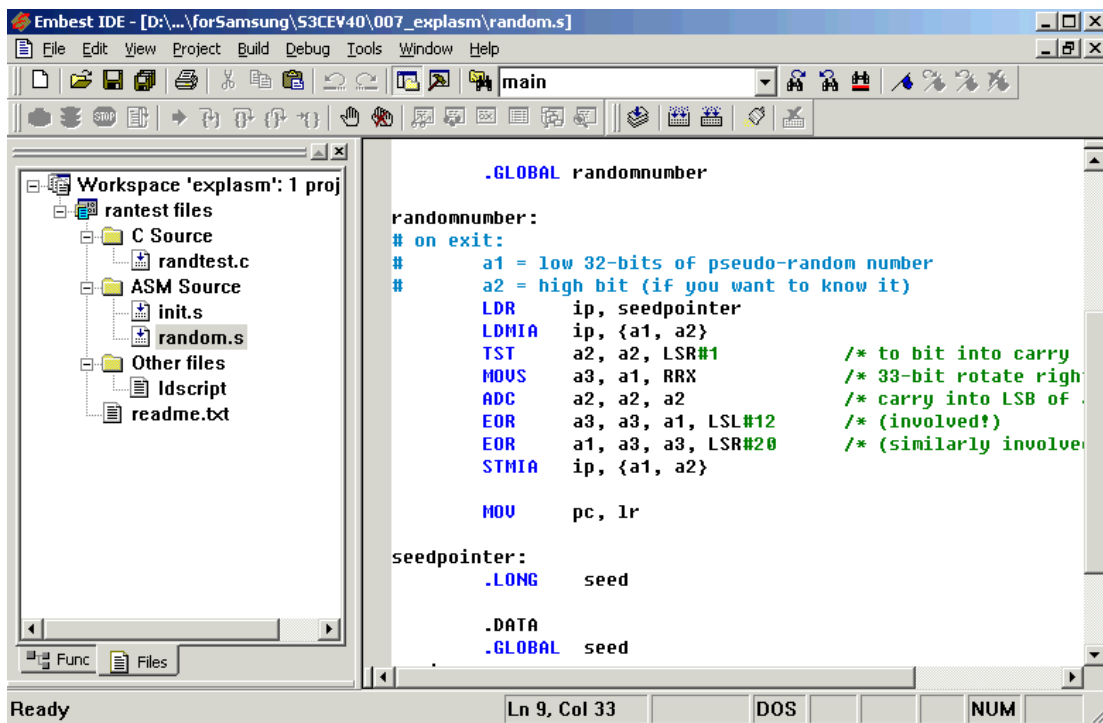 Embest IDE - [D:\...\forSamsung\S3CEV40\007_explasm\random.s]
File Edit View Project Build Debug Tools Window Help
main
Workspace 'explasm': 1 proj
rantest files
C Source
randtest.c
ASM Source
init.s
random.s
Other files
ldscript
readme.txt
Func Files
.GLOBAL randomnumber
randomnumber:
# on exit:
# a1 = low 32-bits of pseudo-random number
# a2 = high bit (if you want to know it)
LDR ip, seedpointer
LDMIA ip, {a1, a2}
TST a2, a2, LSR#1 /* to bit into carry
MOVS a3, a1, RRX /* 33-bit rotate righ
ADC a2, a2, a2 /* carry into LSB of
EOR a3, a3, a1, LSL#12 /* (involved!)
EOR a1, a3, a3, LSR#20 /* (similarly involve
STMIA ip, {a1, a2}
MOV pc, lr
seedpointer:
.LONG seed
.DATA
.GLOBAL seed
Ready Ln 9, Col 33 DOS NUM